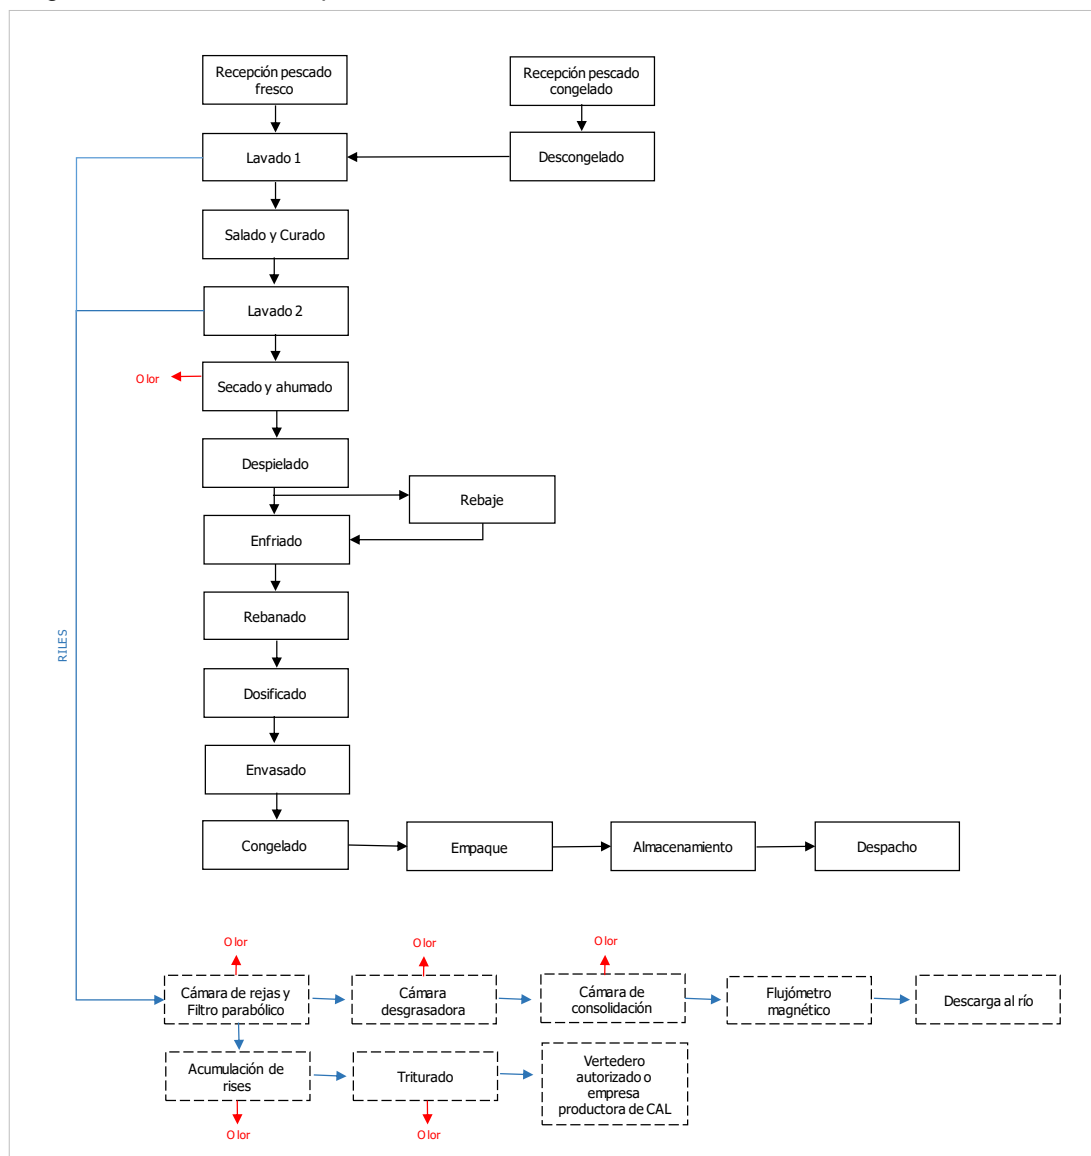 Recepción pescado
fresco
Recepción pescado
congelado
Lavado 1
Descongelado
Salado y Curado
Lavado 2
Olor
Secado y ahumado
Despielado
Rebaje
Enfriado
Rebanado
RILES
Dosificado
Envasado
Congelado
Empaque
Almacenamiento
Despacho
Olor
Olor
Olor
Cámara de rejas y
Filtro parabólico
Cámara
desgrasadora
Cámara de
consolidación
Flujómetro
magnético
Descarga al río
Acumulación de
rises
Triturado
Vertedero
autorizado o
empresa
productora de CAL
Olor
Olor